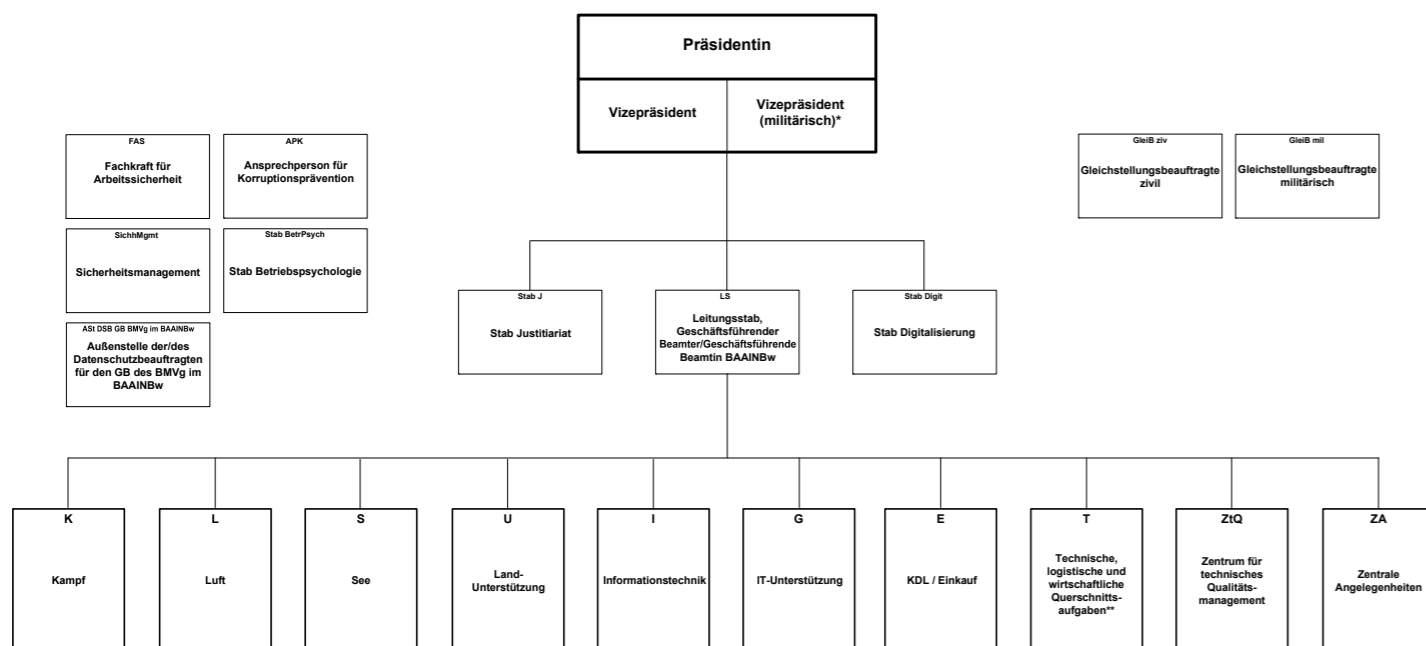 Präsidentin
Vizepräsident
Vizepräsident
(militärisch)*
FAS
Fachkraft für
Arbeitssicherheit
APK
Ansprechperson für
Korruptionsprävention
GleiB ziv
Gleichstellungsbeauftragte
zivil
GleiB mil
Gleichstellungsbeauftragte
militärisch
SichhMgmt
Sicherheitsmanagement
Stab BetrPsych
Stab Betriebspsychologie
ASt DSB GB BMVg im BAAINBw
Außenstelle der/des
Datenschutzbeauftragten
für den GB des BMVg im
BAAINBw
Stab J
Stab Justitiariat
LS
Leitungsstab,
Geschäftsführender
Beamter/Geschäftsführende
Beamtin BAAINBw
Stab Digit
Stab Digitalisierung
K
Kampf
L
Luft
S
See
U
Land-
Unterstützung
I
Informationstechnik
G
IT-Unterstützung
E
KDL / Einkauf
T
Technische,
logistische und
wirtschaftliche
Querschnitts-
aufgaben**
ZtQ
Zentrum für
technisches
Qualitäts-
management
ZA
Zentrale
Angelegenheiten